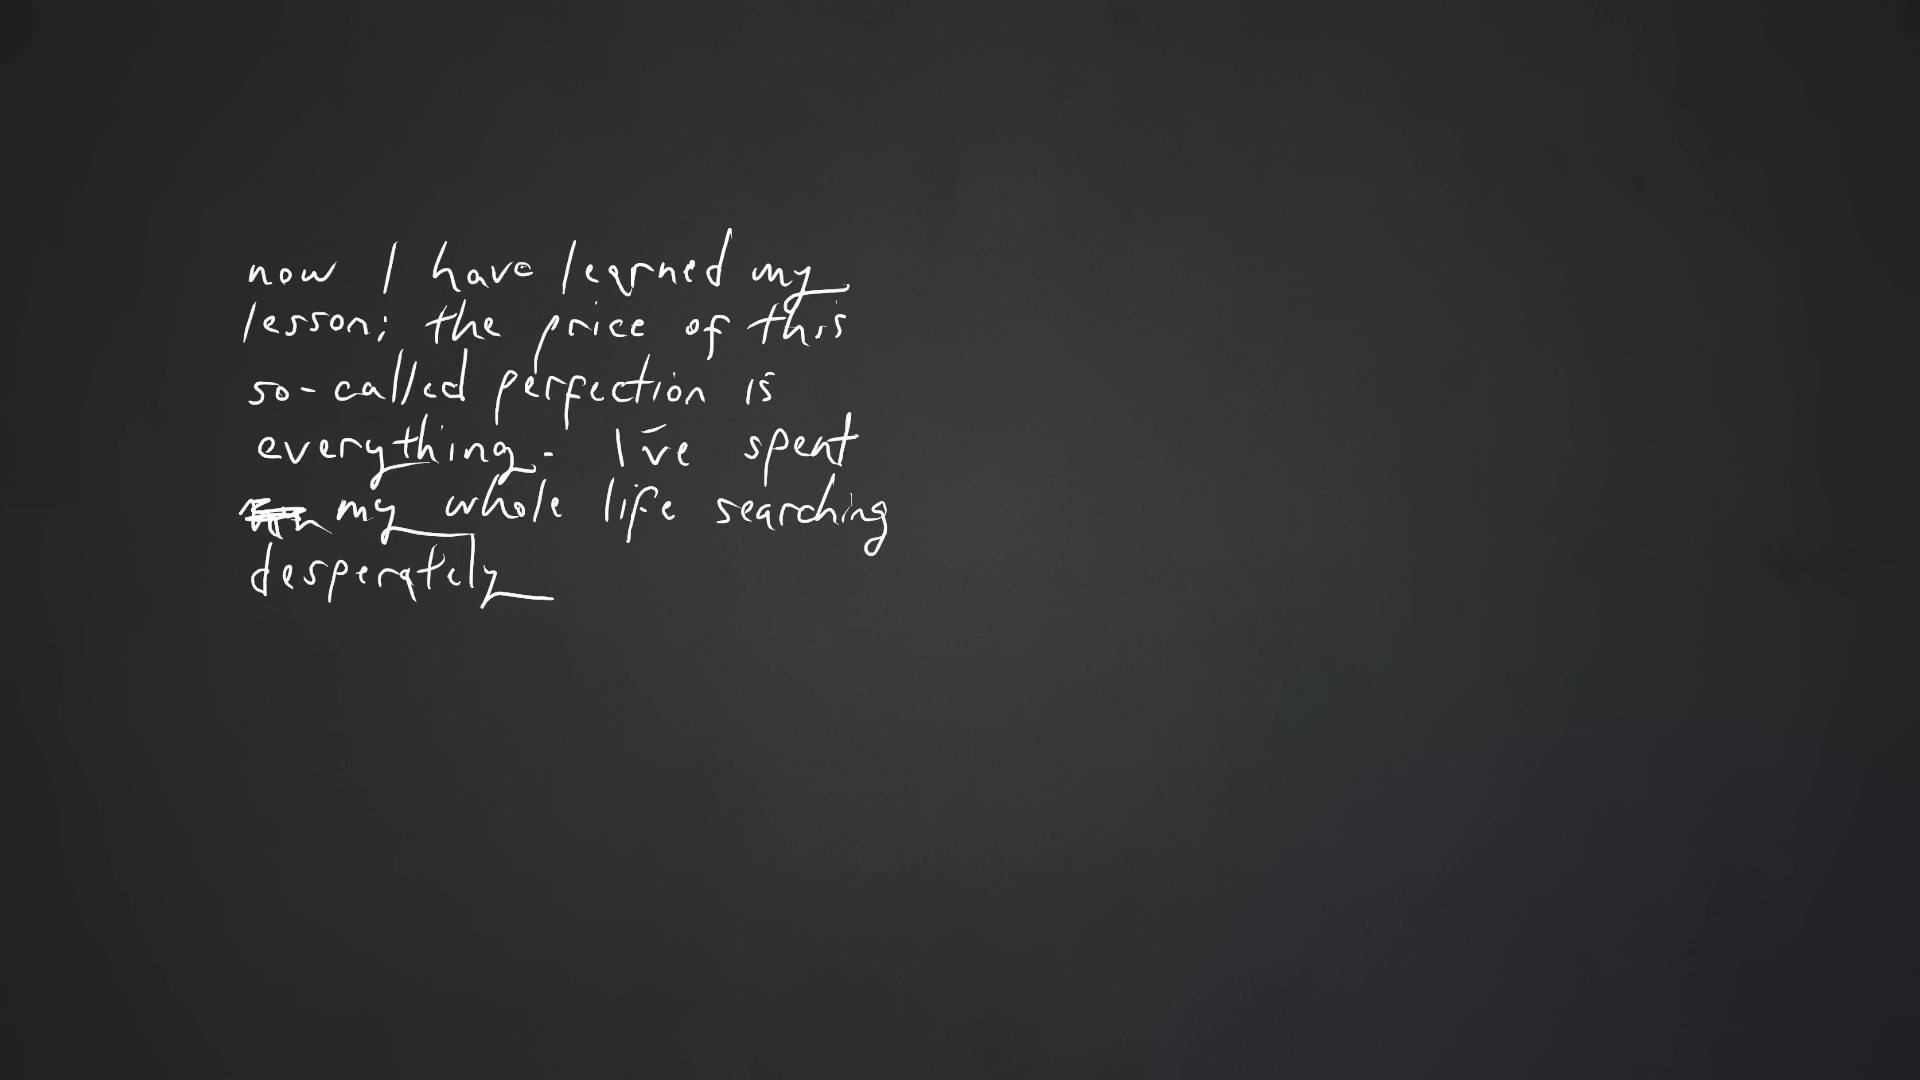 now I have learned my
lesson; the price of this
so-called perfection is
everything. I've spent
my whole life searching
desperately